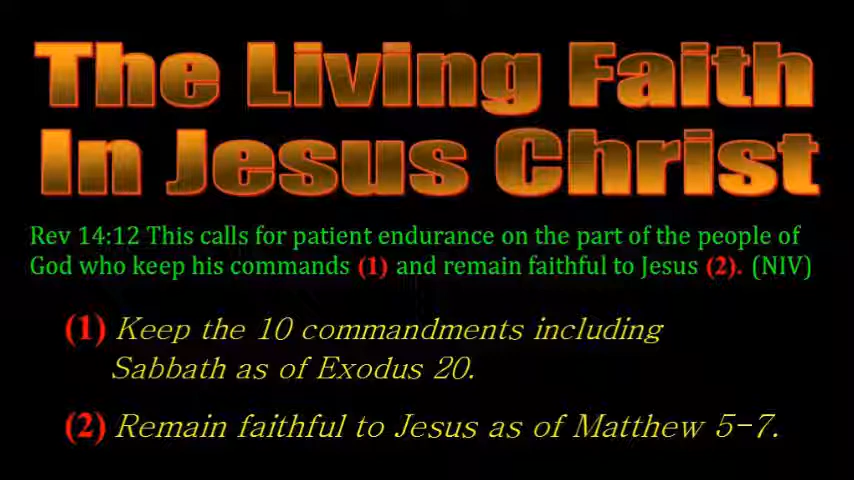 The Living Faith
In Jesus Christ
Rev 14:12 This calls for patient endurance on the part of the people of
God who keep his commands (1) and remain faithful to Jesus (2). (NIV)
(1) Keep the 10 commandments including
Sabbath as of Exodus 20.
(2) Remain faithful to Jesus as of Matthew 5-7.